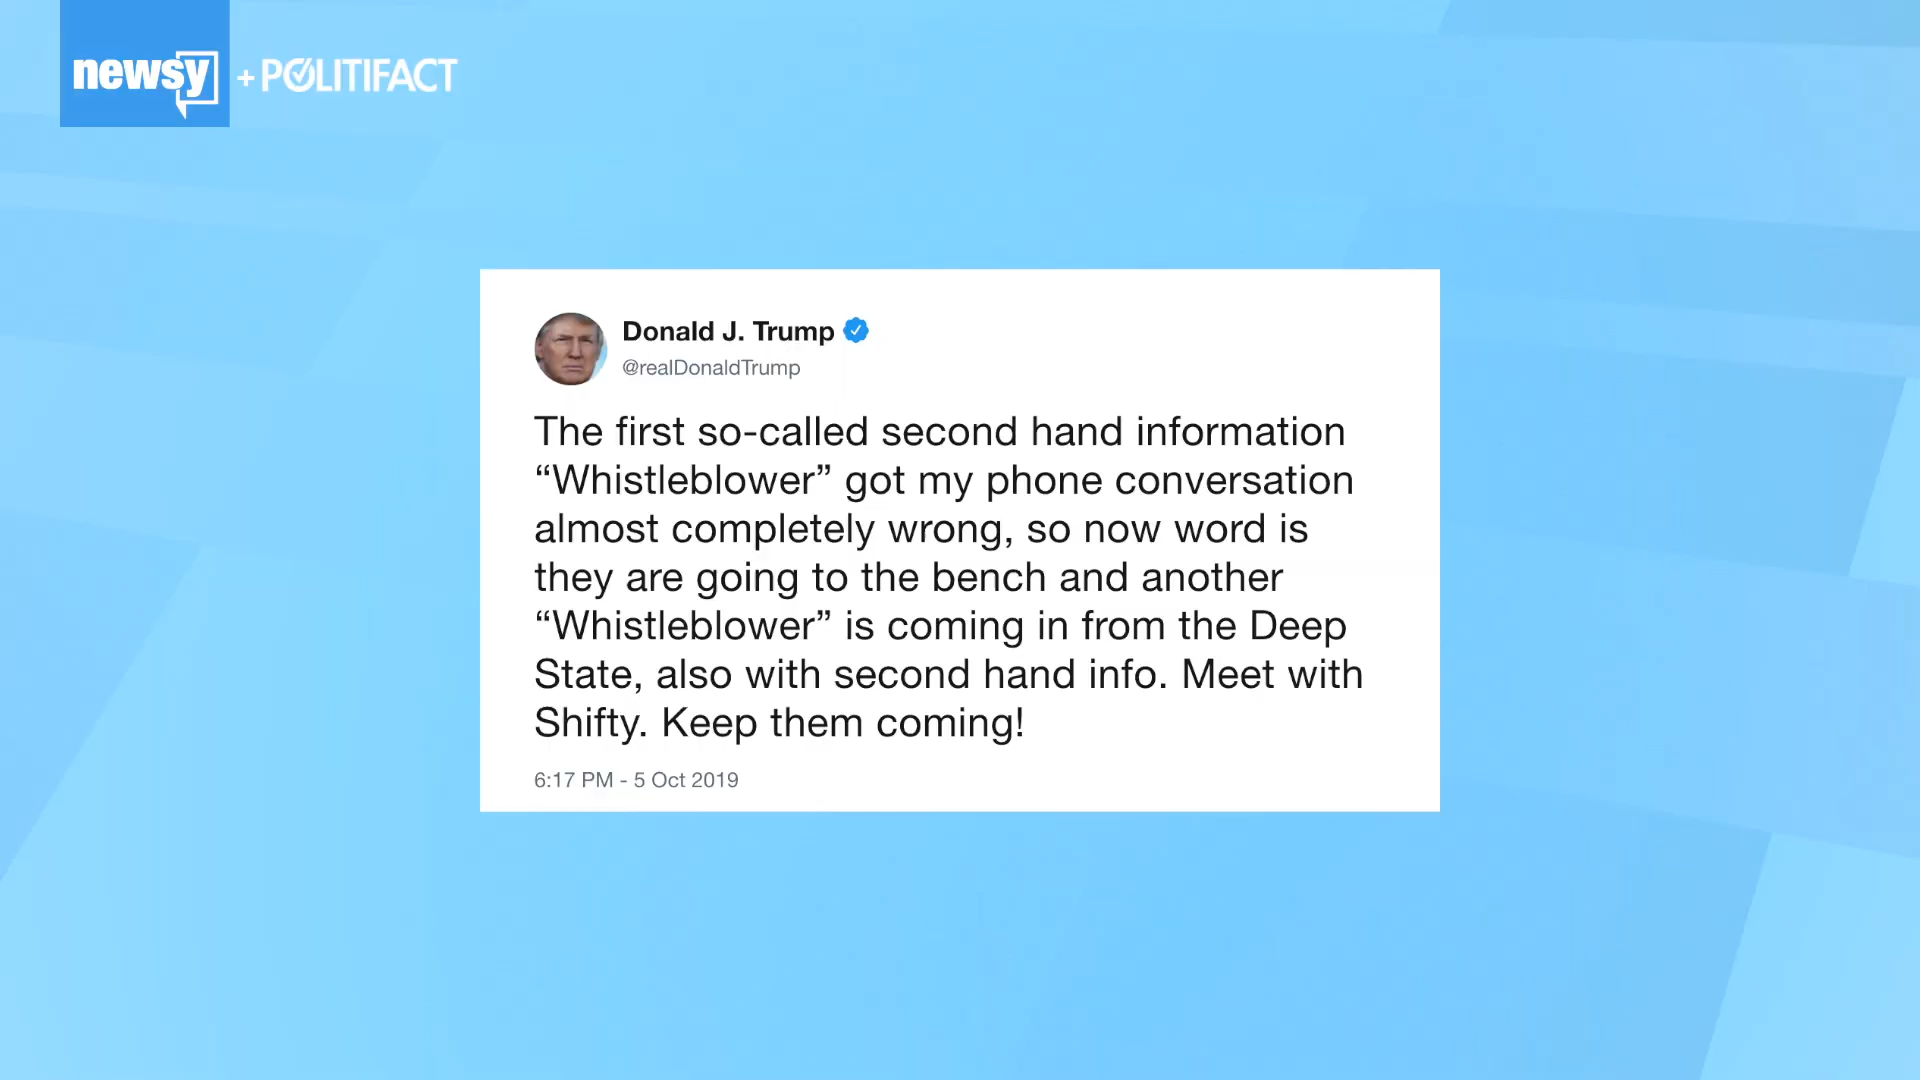 newsy + POLITIFACT
Donald J. Trump
@realDonaldTrump
The first so-called second hand information
“Whistleblower” got my phone conversation
almost completely wrong, so now word is
they are going to the bench and another
“Whistleblower” is coming in from the Deep
State, also with second hand info. Meet with
Shifty. Keep them coming!
6:17 PM - 5 Oct 2019